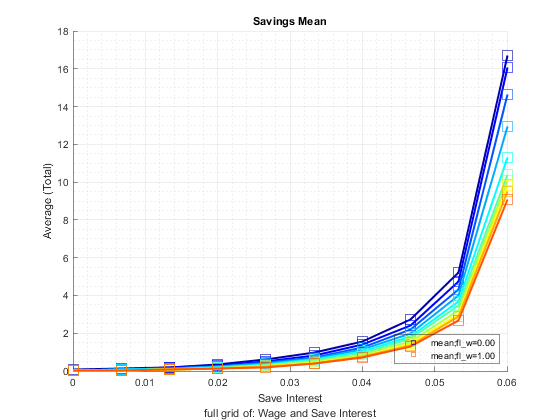 Savings Mean
18
16
14
12
10
8
6
4
2
0
Average (Total)
mean;fl_w=0.00
mean;fl_w=1.00
0
0.01
0.02
0.03
0.04
0.05
0.06
Save Interest
full grid of: Wage and Save Interest